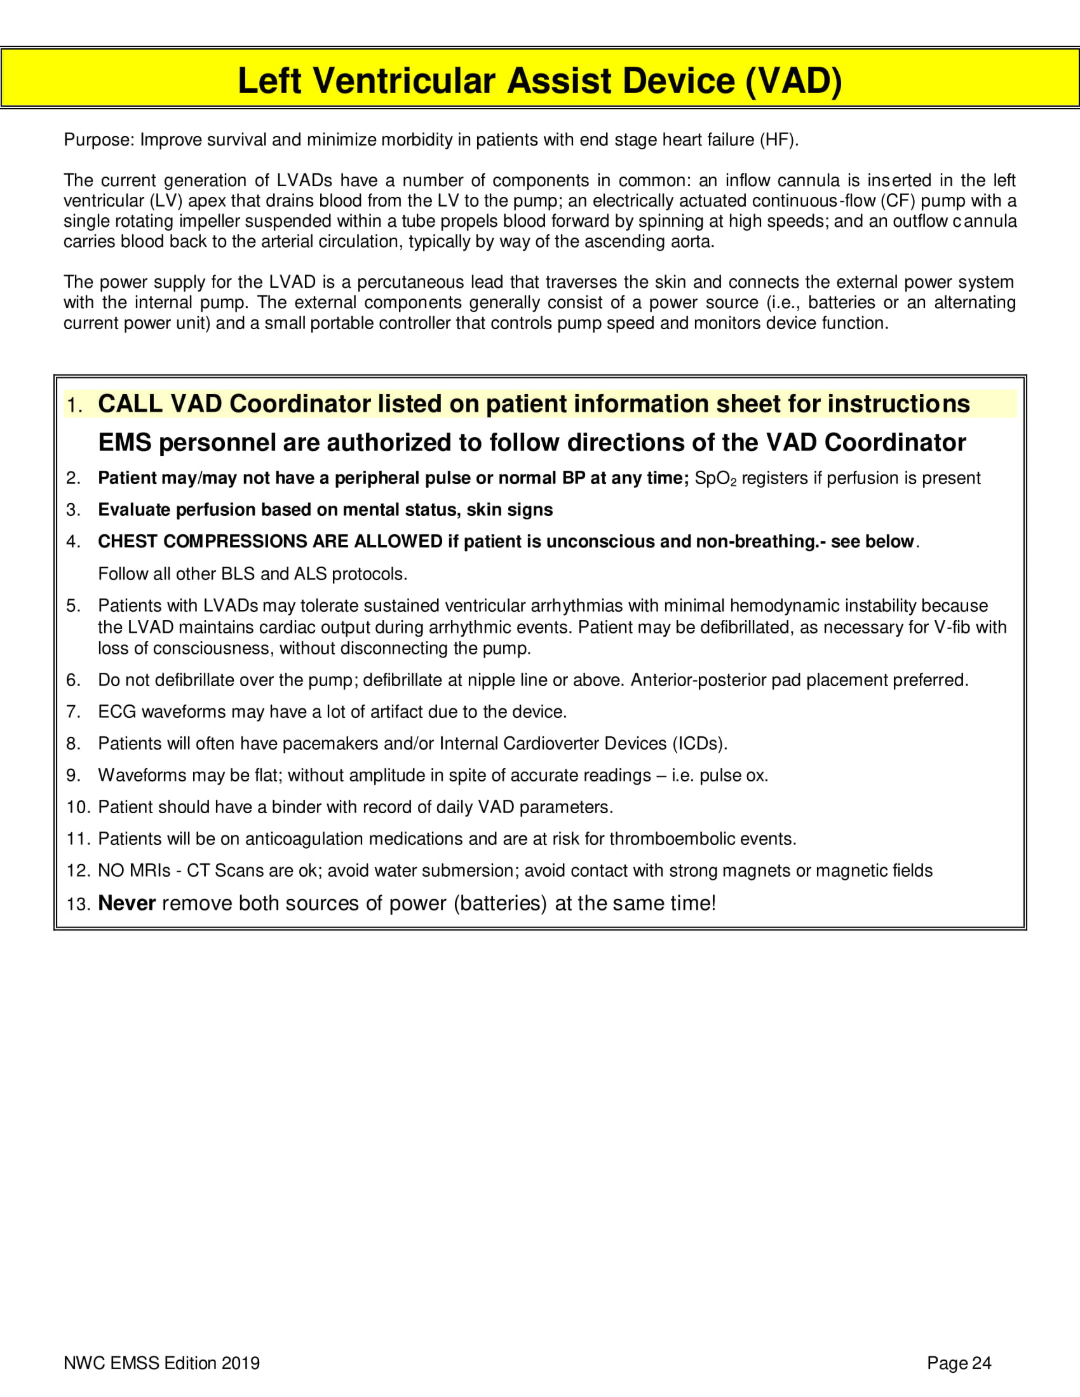 Left Ventricular Assist Device (VAD)
Purpose: Improve survival and minimize morbidity in patients with end stage heart failure (HF).
The current generation of LVADs have a number of components in common: an inflow cannula is inserted in the left
ventricular (LV) apex that drains blood from the LV to the pump; an electrically actuated continuous-flow (CF) pump with a
single rotating impeller suspended within a tube propels blood forward by spinning at high speeds; and an outflow cannula
carries blood back to the arterial circulation, typically by way of the ascending aorta.
The power supply for the LVAD is a percutaneous lead that traverses the skin and connects the external power system
with the internal pump. The external components generally consist of a power source (i.e., batteries or an alternating
current power unit) and a small portable controller that controls pump speed and monitors device function.
1. CALL VAD Coordinator listed on patient information sheet for instructions
EMS personnel are authorized to follow directions of the VAD Coordinator
2. Patient may/may not have a peripheral pulse or normal BP at any time; SpO2 registers if perfusion is present
3. Evaluate perfusion based on mental status, skin signs
4. CHEST COMPRESSIONS ARE ALLOWED if patient is unconscious and non-breathing.- see below.
Follow all other BLS and ALS protocols.
5. Patients with LVADs may tolerate sustained ventricular arrhythmias with minimal hemodynamic instability because
the LVAD maintains cardiac output during arrhythmic events. Patient may be defibrillated, as necessary for V-fib with
loss of consciousness, without disconnecting the pump.
6. Do not defibrillate over the pump; defibrillate at nipple line or above. Anterior-posterior pad placement preferred.
7. ECG waveforms may have a lot of artifact due to the device.
8. Patients will often have pacemakers and/or Internal Cardioverter Devices (ICDs).
9. Waveforms may be flat; without amplitude in spite of accurate readings – i.e. pulse ox.
10. Patient should have a binder with record of daily VAD parameters.
11. Patients will be on anticoagulation medications and are at risk for thromboembolic events.
12. NO MRIs - CT Scans are ok; avoid water submersion; avoid contact with strong magnets or magnetic fields
13. Never remove both sources of power (batteries) at the same time!
NWC EMSS Edition 2019 Page 24